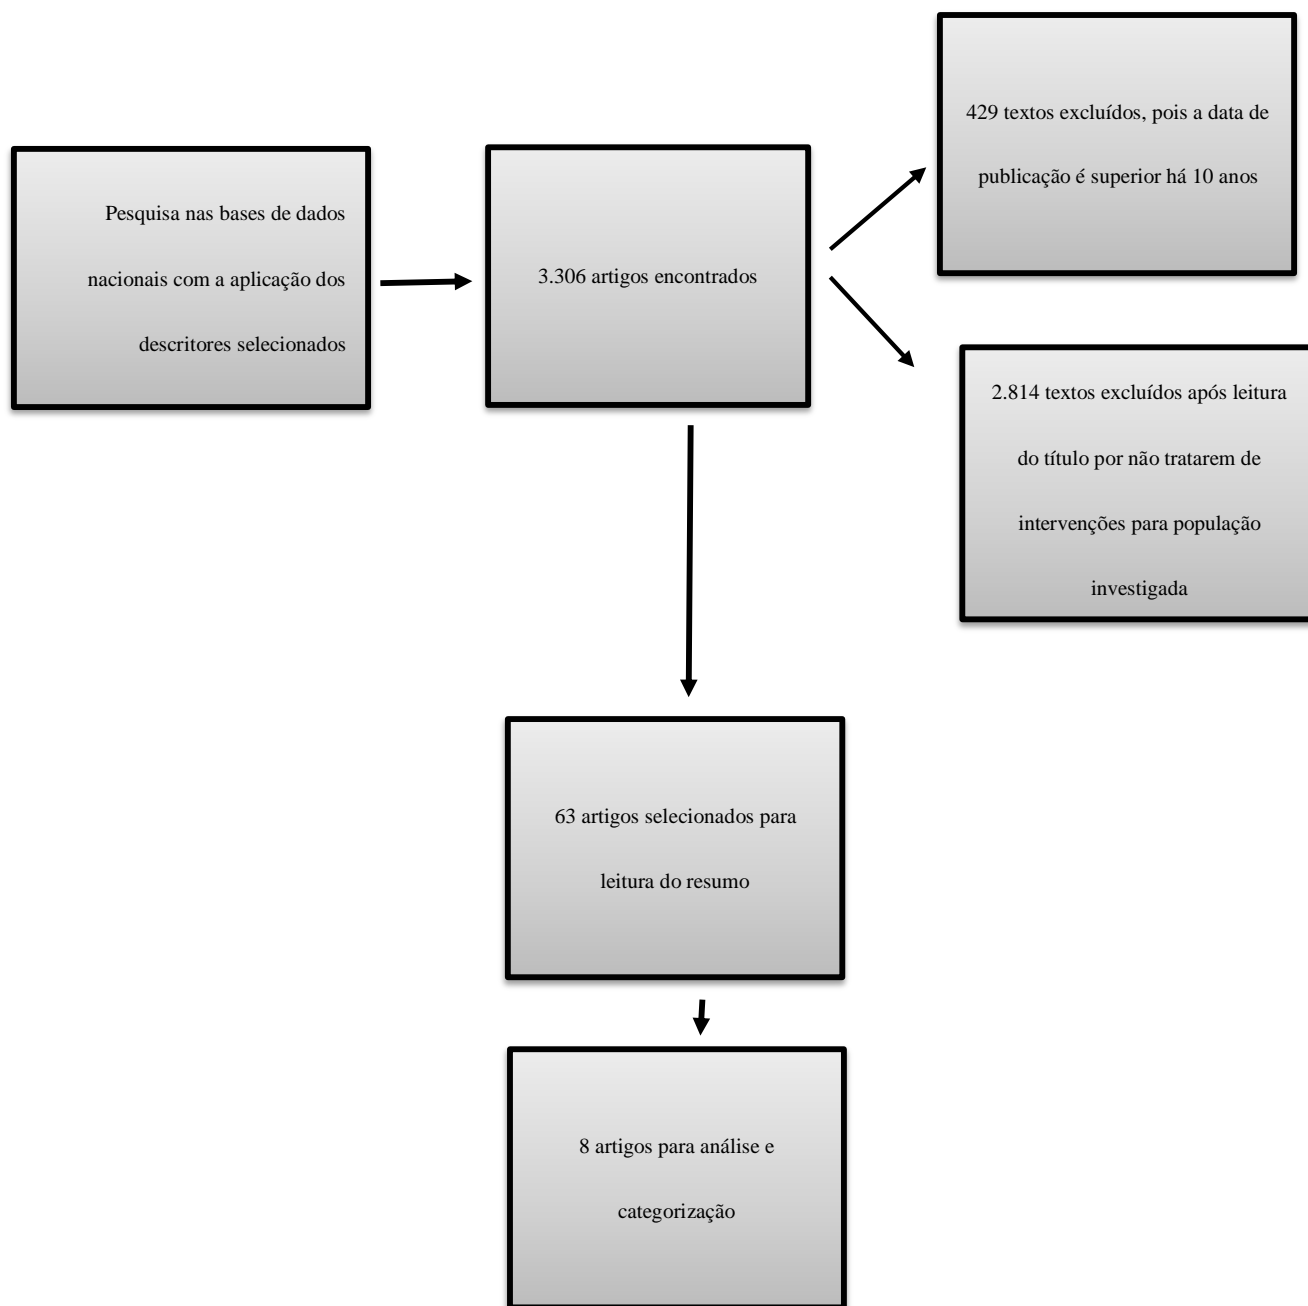 Pesquisa nas bases de dados
nacionais com a aplicação dos
descritores selecionados
3.306 artigos encontrados
429 textos excluídos, pois a data de
publicação é superior há 10 anos
2.814 textos excluídos após leitura
do título por não tratarem de
intervenções para população
investigada
63 artigos selecionados para
leitura do resumo
8 artigos para análise e
categorização